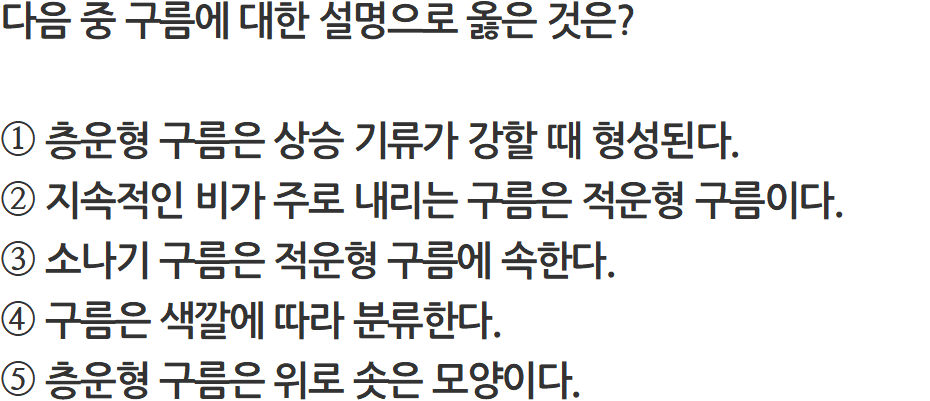 다음 중 구름에 대한 설명으로 옳은 것은?
① 층운형 구름은 상승 기류가 강할 때 형성된다.
② 지속적인 비가 주로 내리는 구름은 적운형 구름이다.
③ 소나기 구름은 적운형 구름에 속한다.
④ 구름은 색깔에 따라 분류한다.
⑤ 층운형 구름은 위로 솟은 모양이다.